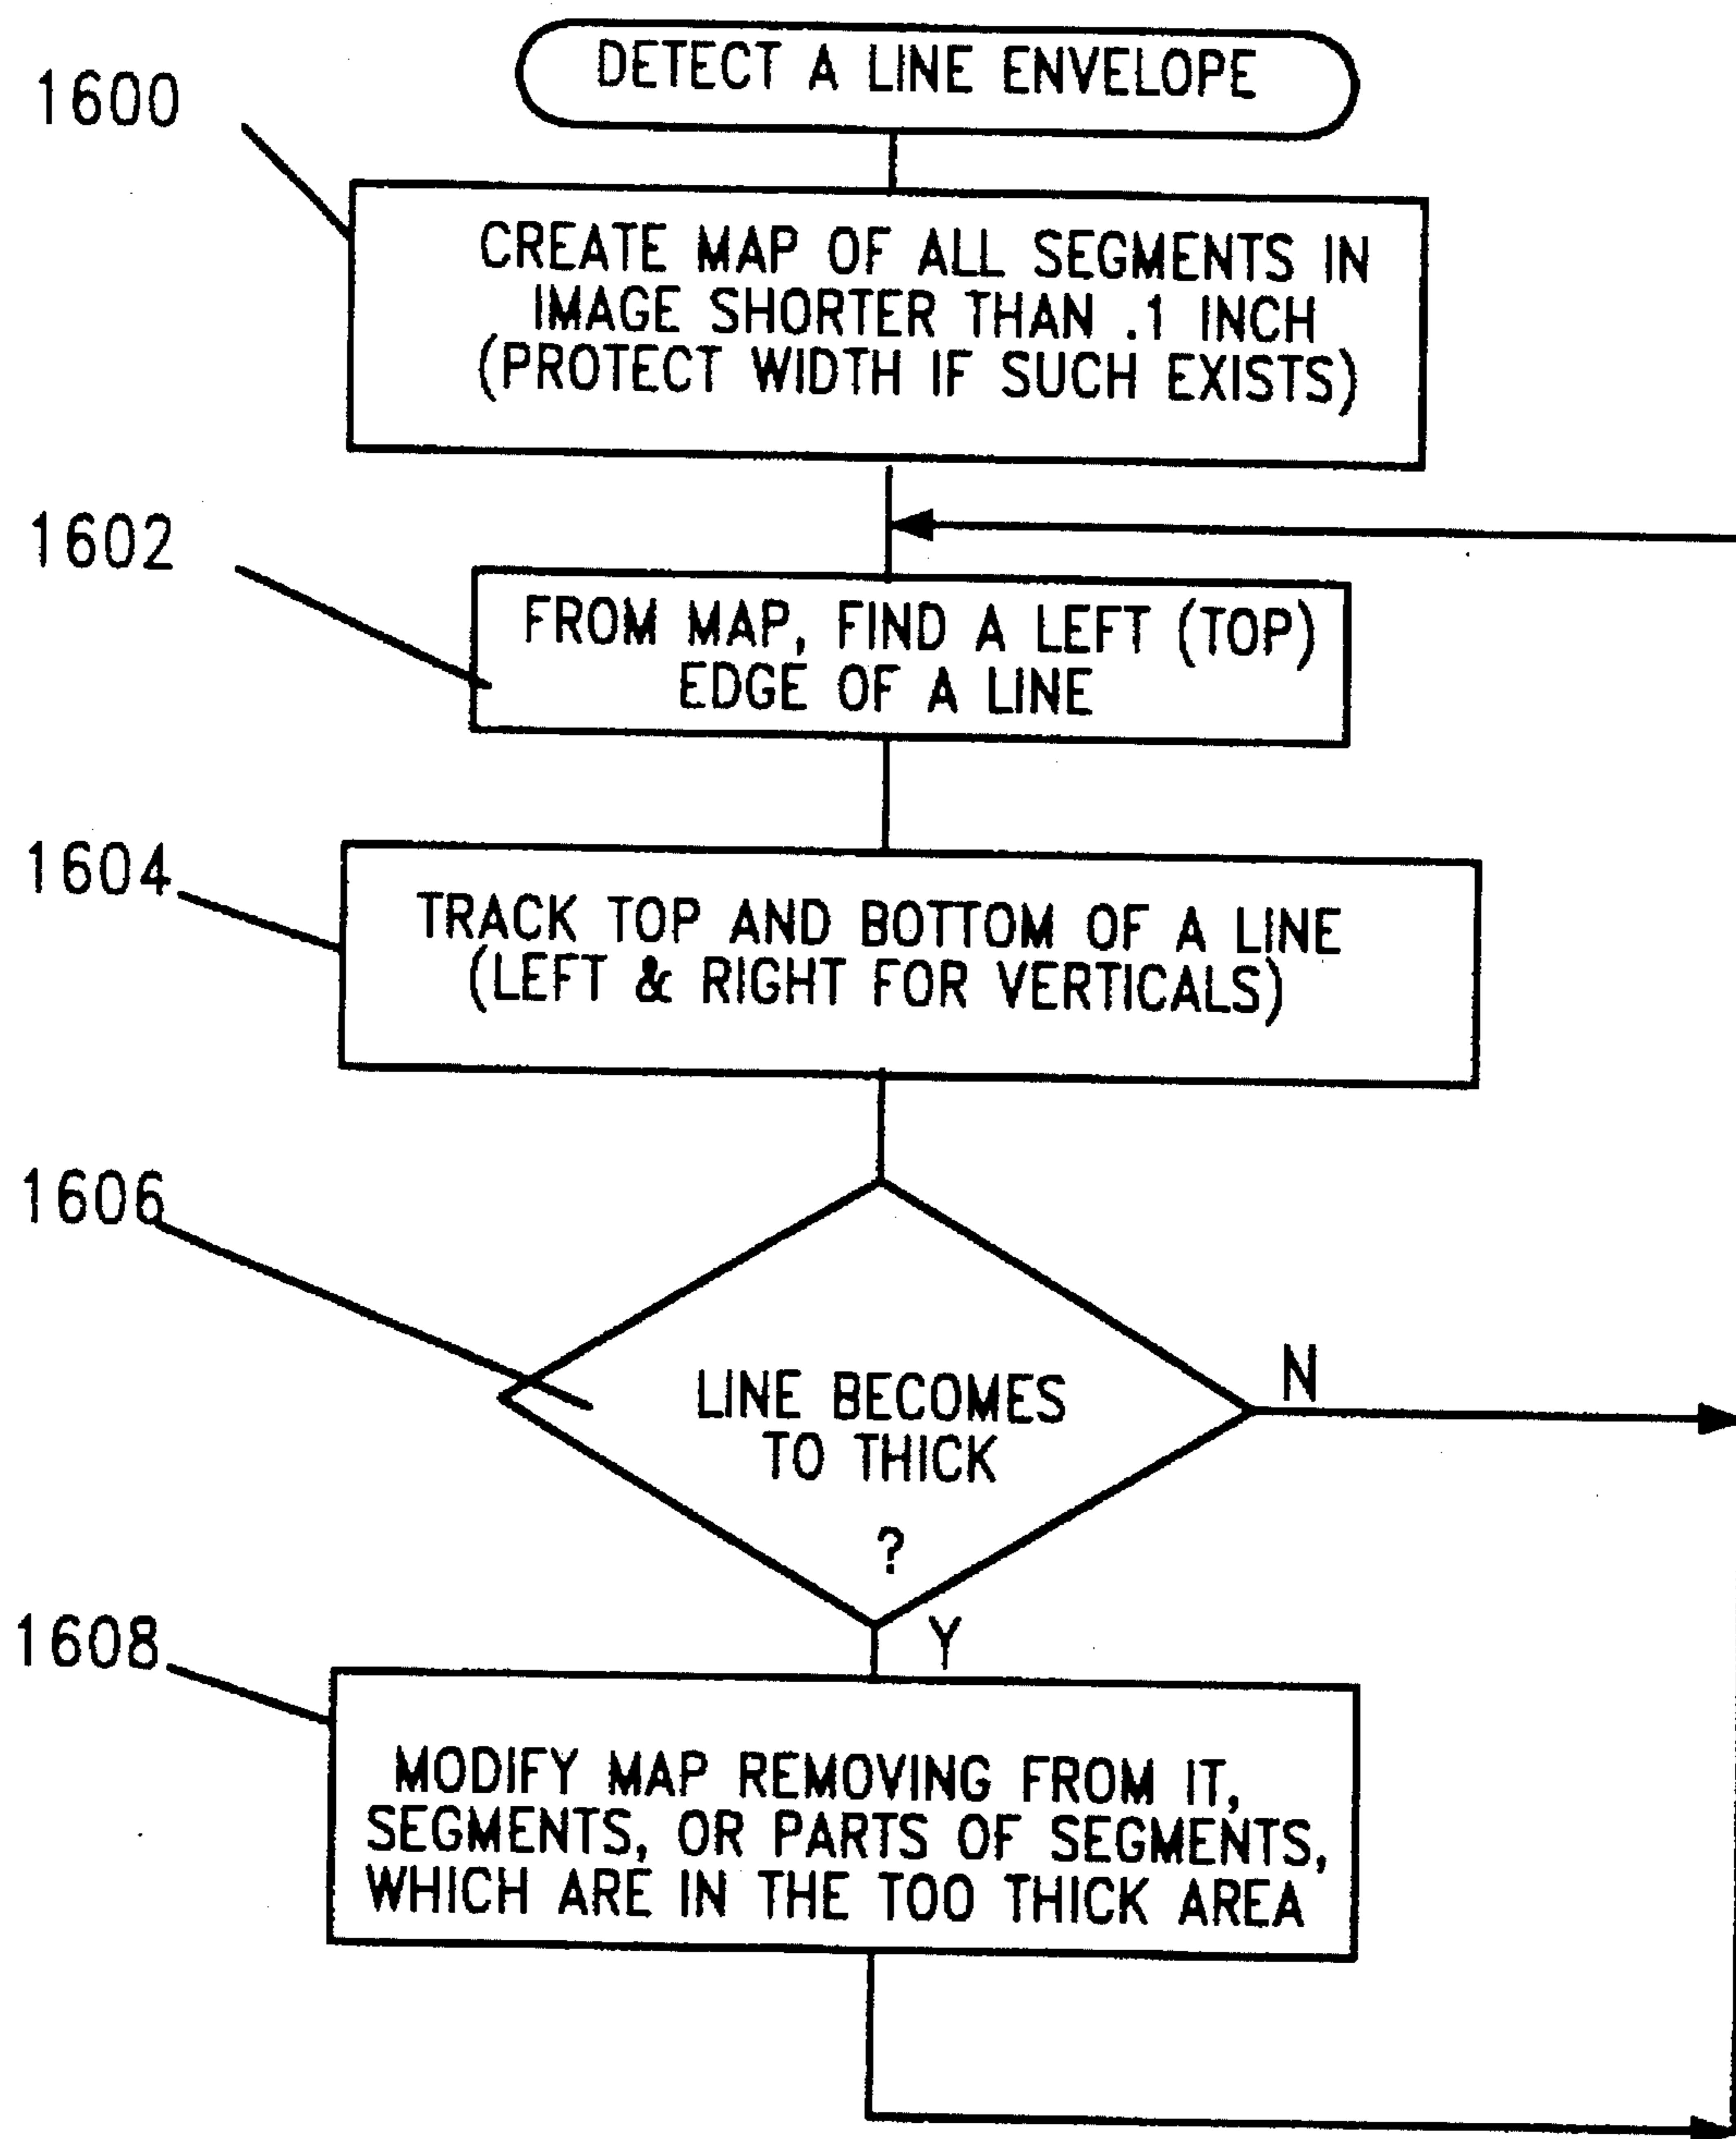 DETECT A LINE ENVELOPE
1600
CREATE MAP OF ALL SEGMENTS IN
IMAGE SHORTER THAN .1 INCH
(PROTECT WIDTH IF SUCH EXISTS)
1602
FROM MAP, FIND A LEFT (TOP)
EDGE OF A LINE
1604
TRACK TOP AND BOTTOM OF A LINE
(LEFT & RIGHT FOR VERTICALS)
1606
LINE BECOMES
TO THICK
?
N
Y
1608
MODIFY MAP REMOVING FROM IT,
SEGMENTS, OR PARTS OF SEGMENTS,
WHICH ARE IN THE TOO THICK AREA